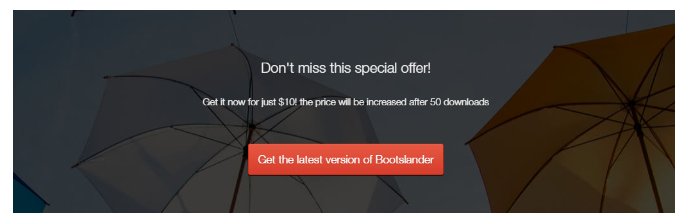 Don't miss this special offer!
Get it now for just $10! the price will be increased after 50 downloads
Get the latest version of Bootslander